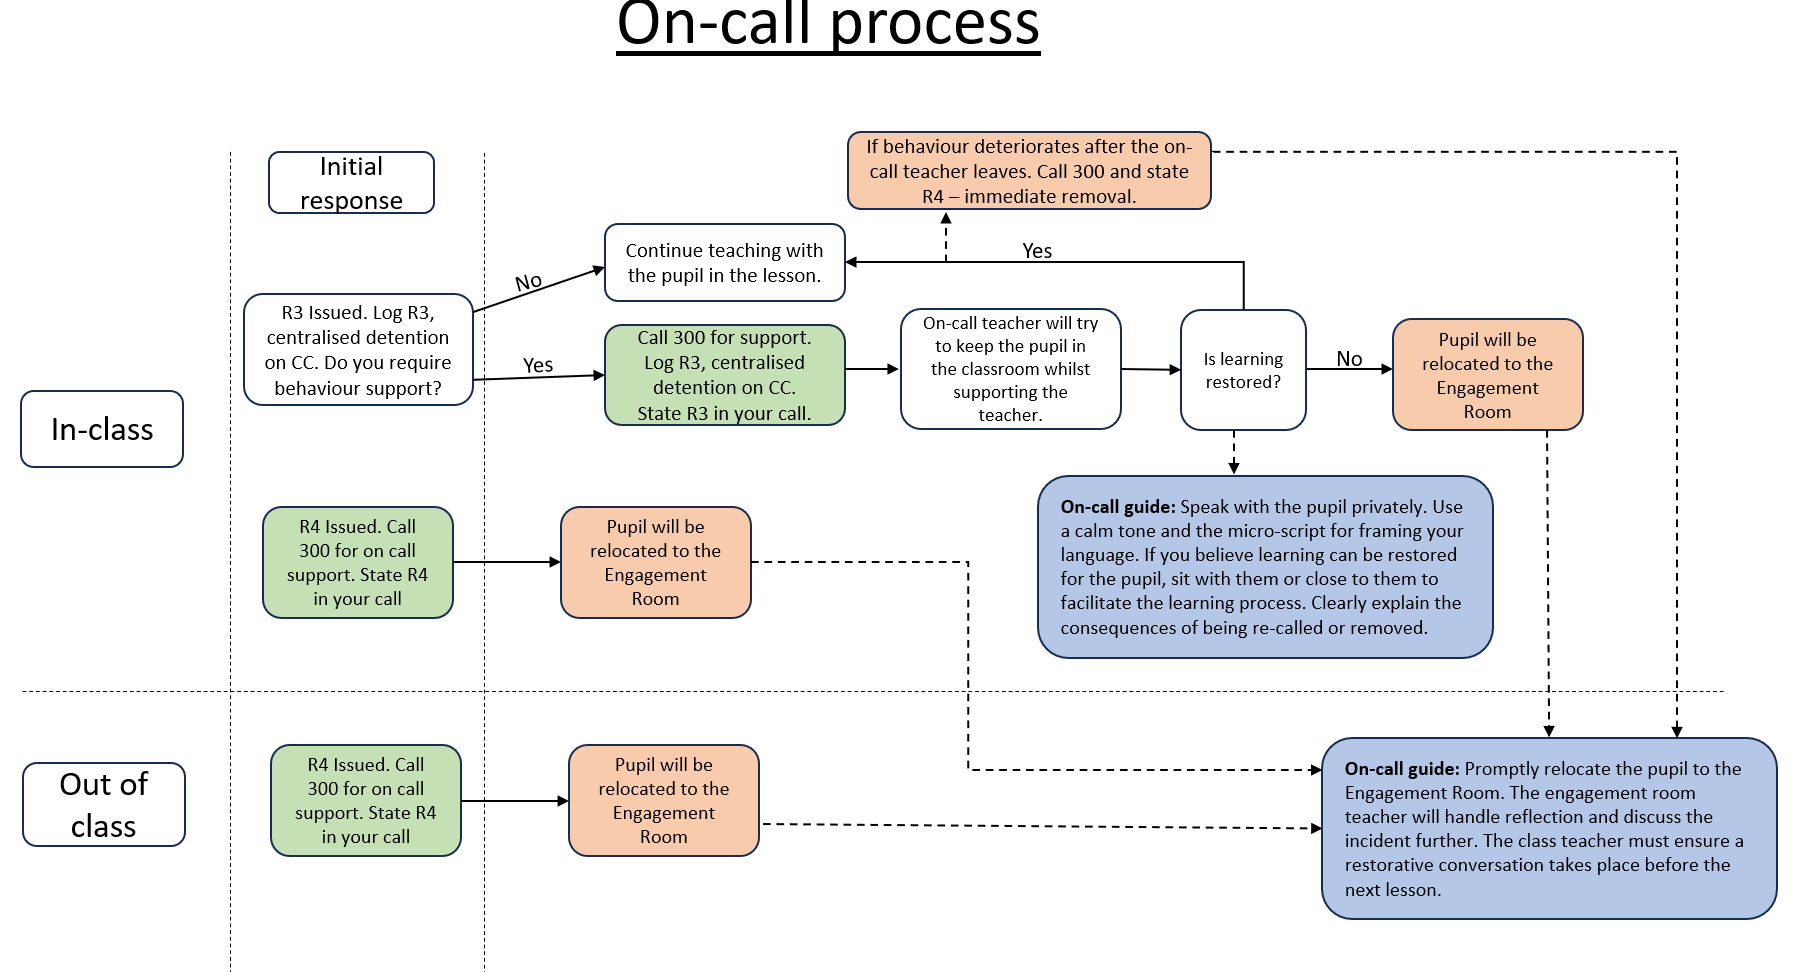 On-call process
Initial
response
If behaviour deteriorates after the on-
call teacher leaves. Call 300 and state
R4 – immediate removal.
Continue teaching with
the pupil in the lesson.
Yes
No
R3 Issued. Log R3,
centralised detention
on CC. Do you require
behaviour support?
Yes
Call 300 for support.
Log R3, centralised
detention on CC.
State R3 in your call.
On-call teacher will try
to keep the pupil in
the classroom whilst
supporting the
teacher.
Is learning
restored?
No
Pupil will be
relocated to the
Engagement
Room
In-class
R4 Issued. Call
300 for on call
support. State R4
in your call
Pupil will be
relocated to the
Engagement
Room
On-call guide: Speak with the pupil privately. Use
a calm tone and the micro-script for framing your
language. If you believe learning can be restored
for the pupil, sit with them or close to them to
facilitate the learning process. Clearly explain the
consequences of being re-called or removed.
Out of
class
R4 Issued. Call
300 for on call
support. State R4
in your call
Pupil will be
relocated to the
Engagement
Room
On-call guide: Promptly relocate the pupil to the
Engagement Room. The engagement room
teacher will handle reflection and discuss the
incident further. The class teacher must ensure a
restorative conversation takes place before the
next lesson.